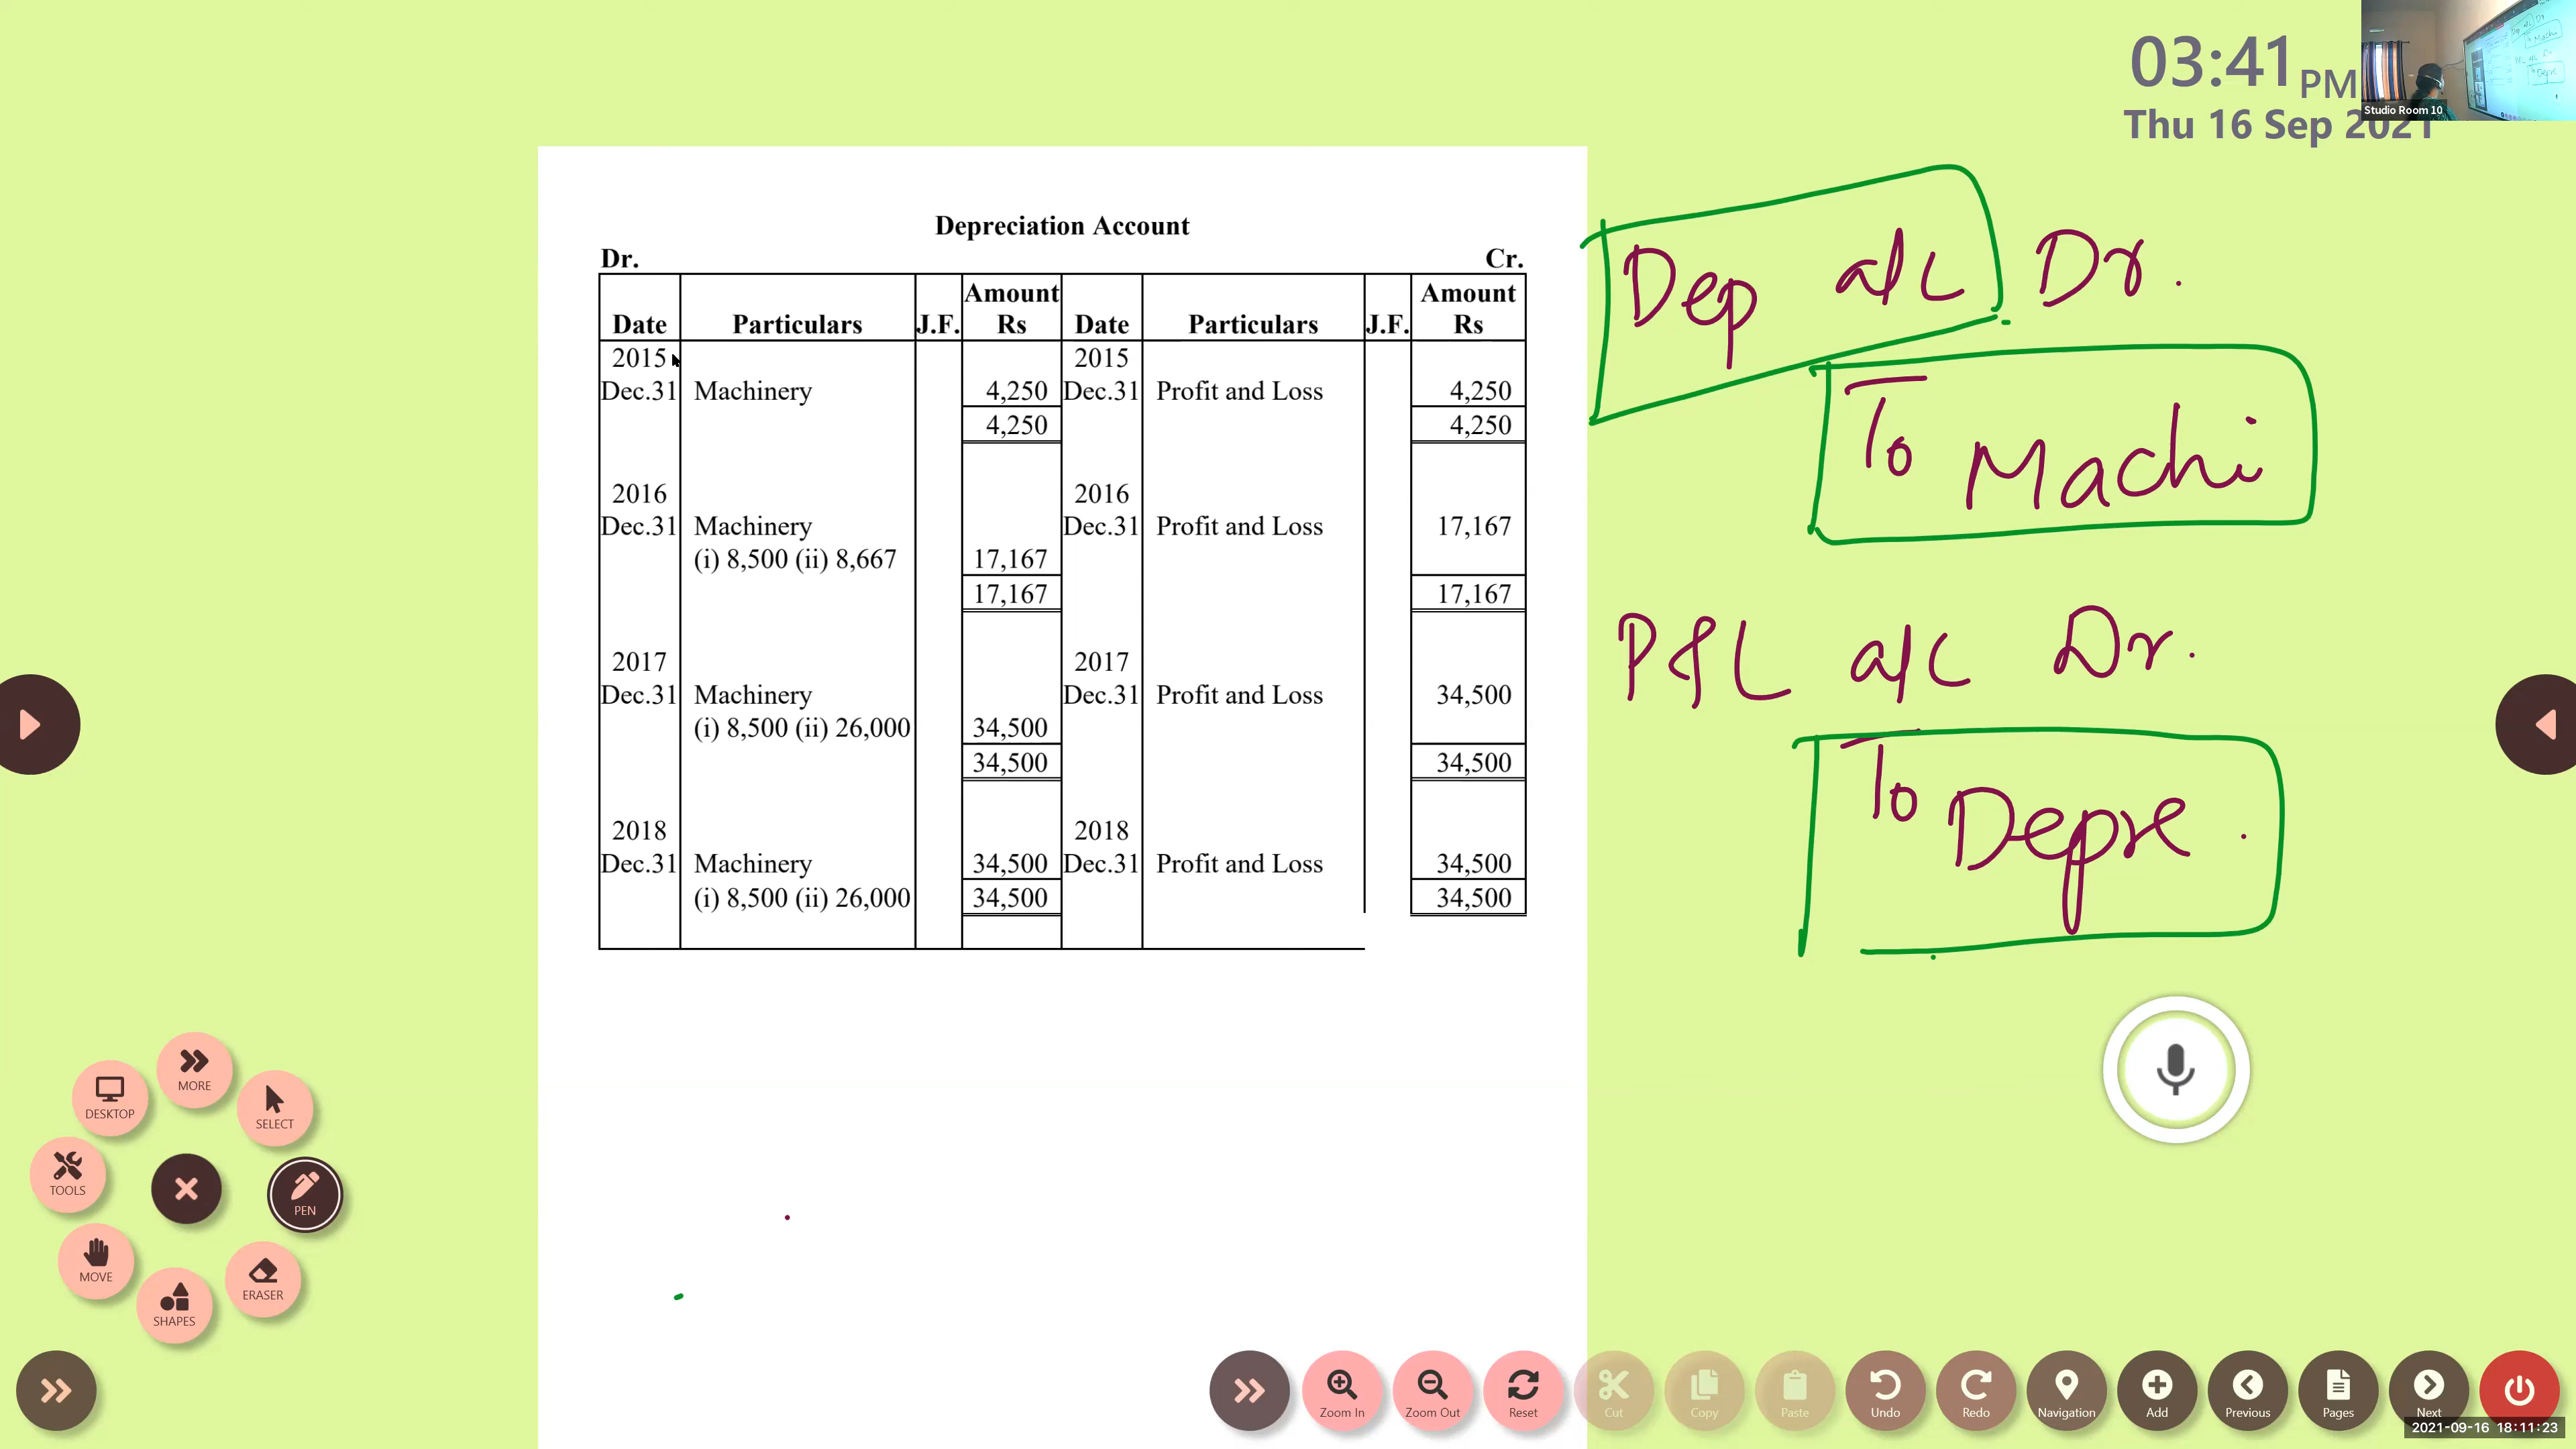 03:41 PM
Thu 16 Sep 2021
Studio Room 10
Depreciation Account
Dr. Cr.
Date Particulars J.F. Amount Rs Date Particulars J.F. Amount Rs
2015 2015
Dec.31 Machinery 4,250 Dec.31 Profit and Loss 4,250
4,250 4,250
2016 2016
Dec.31 Machinery Dec.31 Profit and Loss 17,167
(i) 8,500 (ii) 8,667 17,167
17,167 17,167
2017 2017
Dec.31 Machinery Dec.31 Profit and Loss 34,500
(i) 8,500 (ii) 26,000 34,500
34,500 34,500
2018 2018
Dec.31 Machinery 34,500 Dec.31 Profit and Loss 34,500
(i) 8,500 (ii) 26,000 34,500 34,500
Dep a/c Dr.
To Machi
P&L a/c Dr.
To Depre.
MORE
DESKTOP
SELECT
TOOLS
PEN
MOVE
ERASER
SHAPES
Zoom In Zoom Out Reset Cut Copy Paste Undo Redo Navigation Add Previous Pages Next
2021-09-16 18:11:23